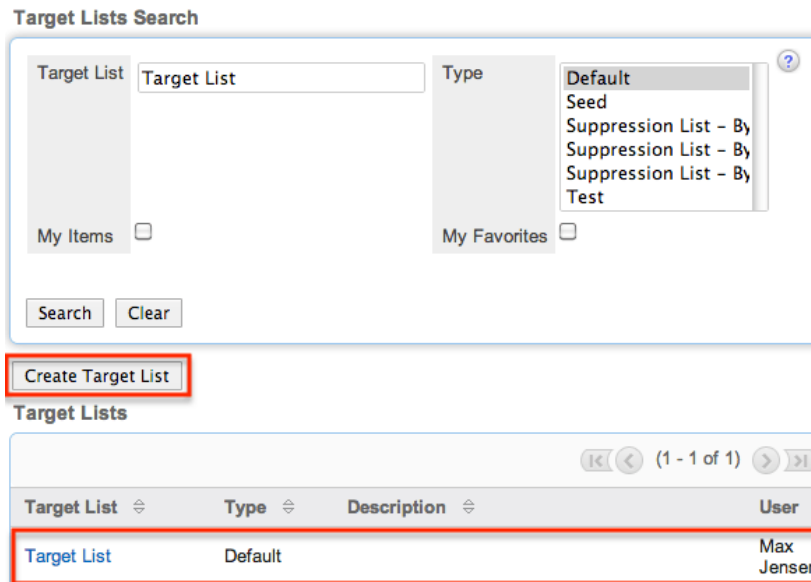 Target Lists Search
Target List Target List Type Default
Seed
Suppression List – By
Suppression List – By
Suppression List – By
Test
?
My Items My Favorites
Search Clear
Create Target List
Target Lists
(1 - 1 of 1)
Target List Type Description User
Target List Default Max
Jensen